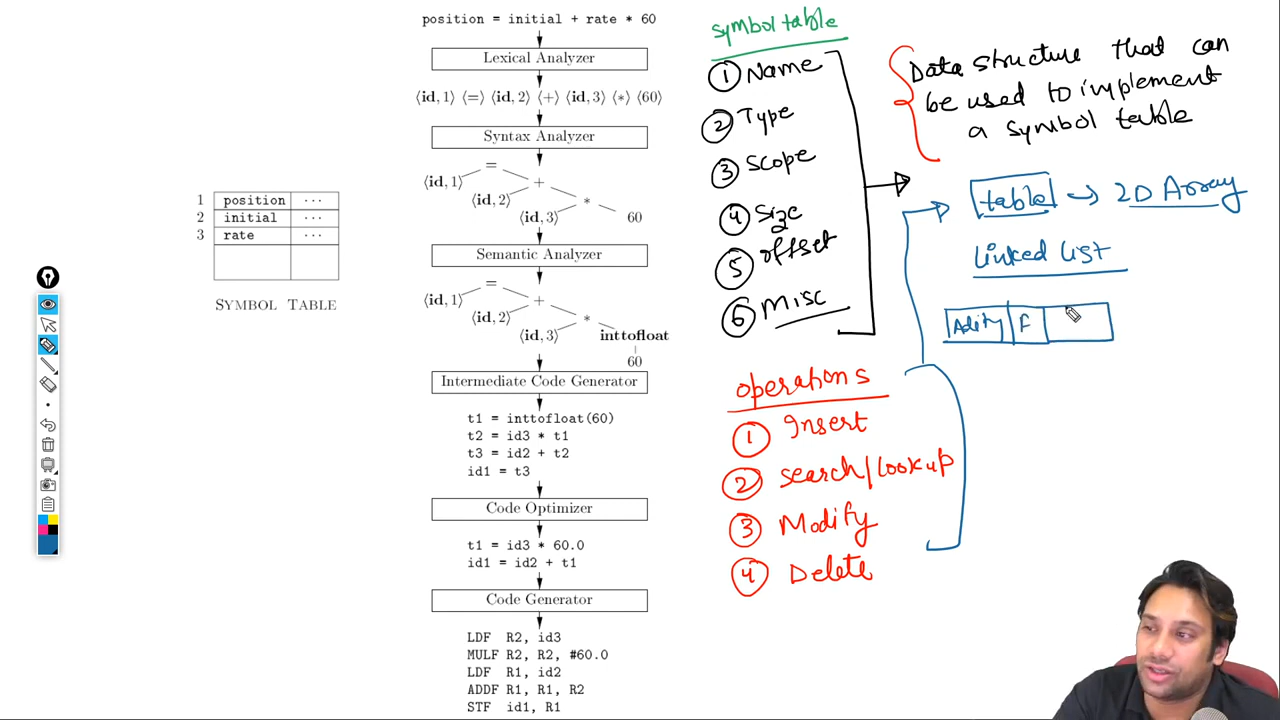 position = initial + rate * 60
Lexical Analyzer
⟨id, 1⟩ ⟨=⟩ ⟨id, 2⟩ ⟨+⟩ ⟨id, 3⟩ ⟨*⟩ ⟨60⟩
Syntax Analyzer
=
⟨id, 1⟩ +
⟨id, 2⟩ *
⟨id, 3⟩ 60
Semantic Analyzer
=
⟨id, 1⟩ +
⟨id, 2⟩ *
⟨id, 3⟩ inttofloat
60
Intermediate Code Generator
t1 = inttofloat(60)
t2 = id3 * t1
t3 = id2 + t2
id1 = t3
Code Optimizer
t1 = id3 * 60.0
id1 = id2 + t1
Code Generator
LDF R2, id3
MULF R2, R2, #60.0
LDF R1, id2
ADDF R1, R1, R2
STF id1, R1
1 position ...
2 initial ...
3 rate ...
SYMBOL TABLE
symbol table
1 Name
2 Type
3 Scope
4 Size
5 offset
6 Misc
operations
1 Insert
2 Search/Lookup
3 Modify
4 Delete
Data structure that can
be used to implement
a symbol table
table → 2D Array
linked list
Adity F